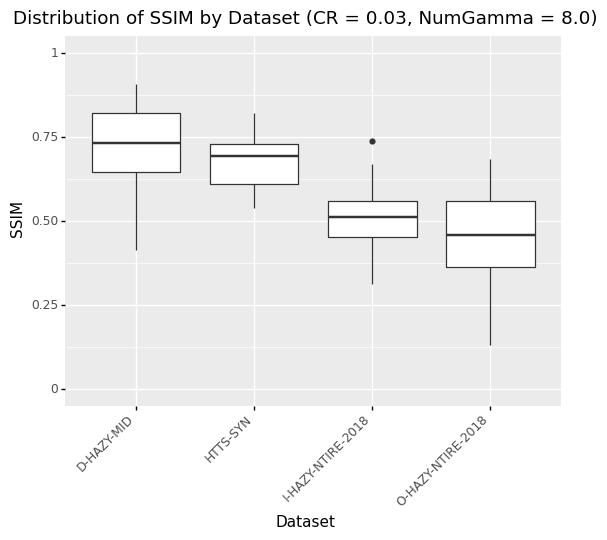 Distribution of SSIM by Dataset (CR = 0.03, NumGamma = 8.0)
1
0.75
0.50
0.25
0
SSIM
D-HAZY-MID
HTTS-SYN
I-HAZY-NTIRE-2018
O-HAZY-NTIRE-2018
Dataset